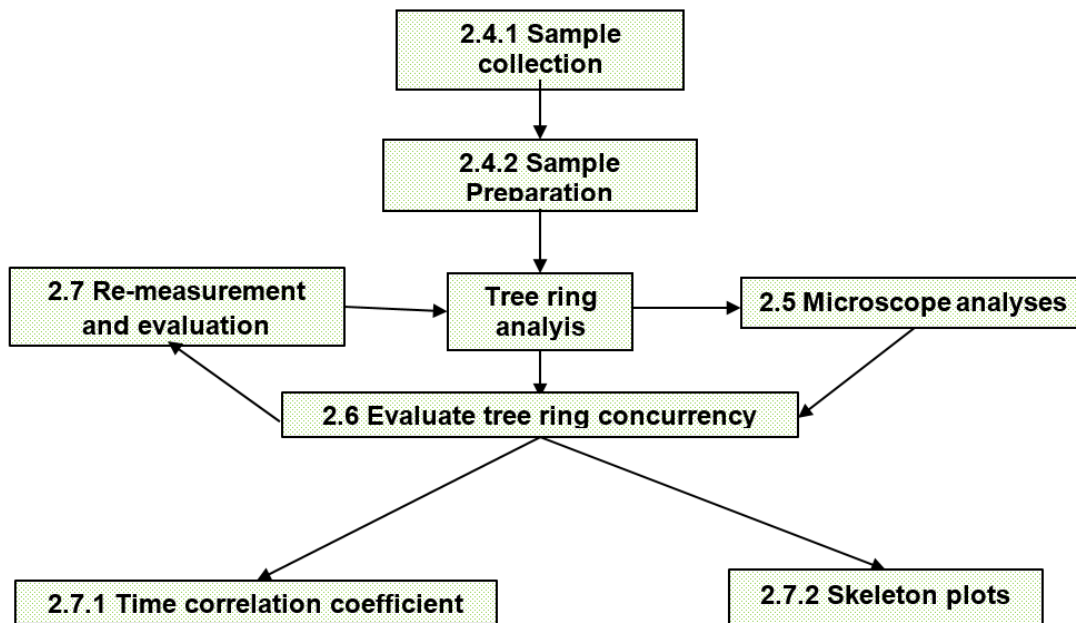 2.4.1 Sample
collection
2.4.2 Sample
Preparation
2.7 Re-measurement
and evaluation
Tree ring
analyis
2.5 Microscope analyses
2.6 Evaluate tree ring concurrency
2.7.1 Time correlation coefficient
2.7.2 Skeleton plots